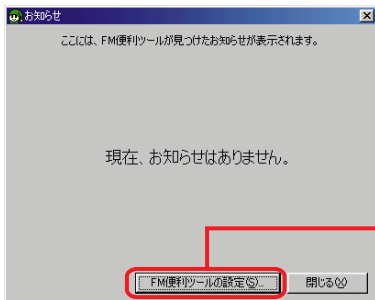 お知らせ
ここには、FM便利ツールが見つけたお知らせが表示されます。
現在、お知らせはありません。
FM便利ツールの設定(S)... 閉じる(X)